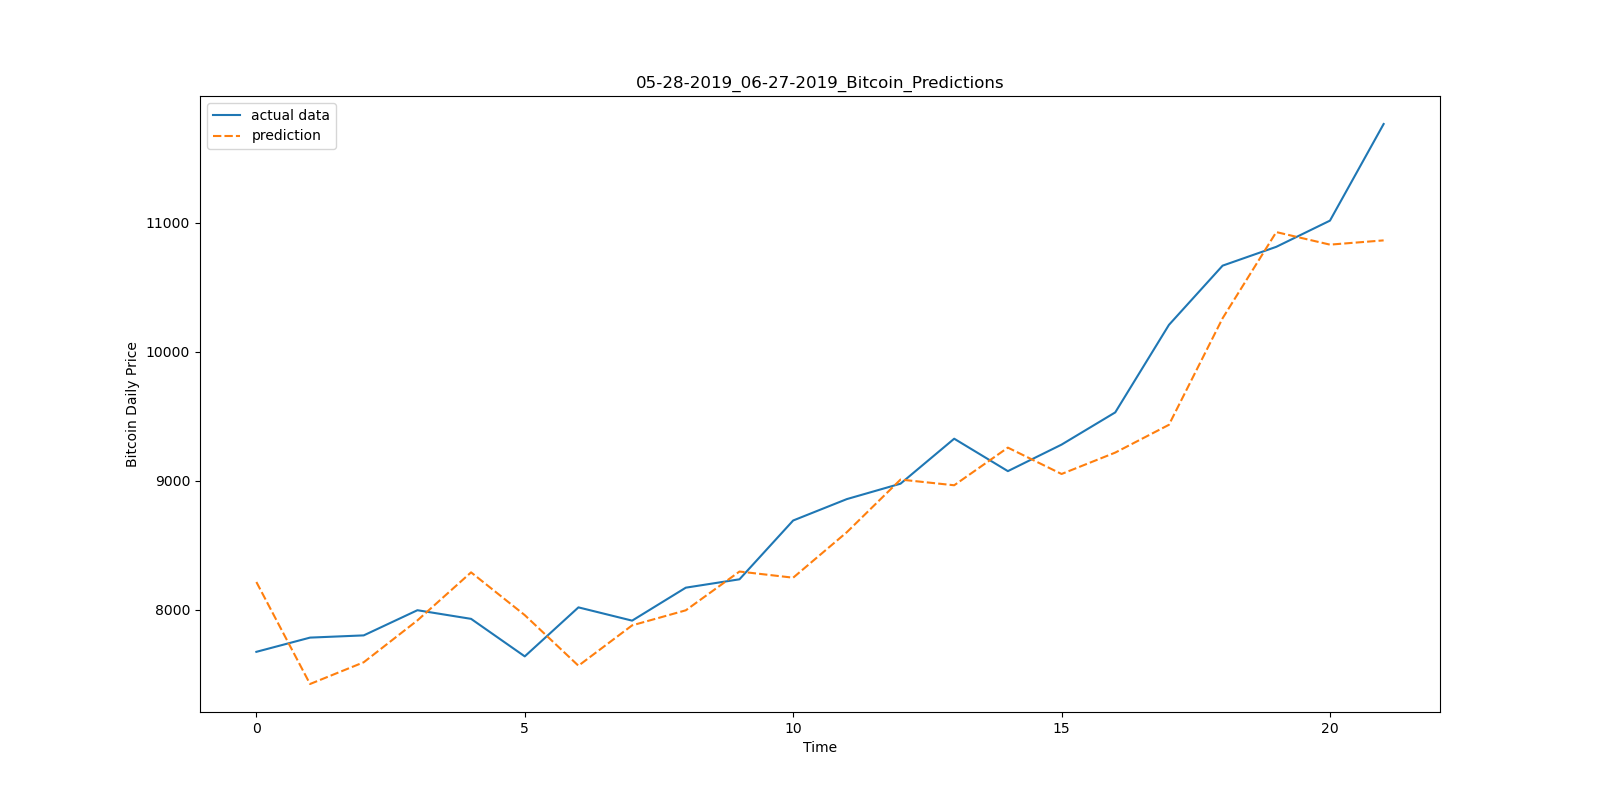 05-28-2019_06-27-2019_Bitcoin_Predictions
actual data
prediction
11000
10000
9000
8000
Bitcoin Daily Price
0 5 10 15 20
Time